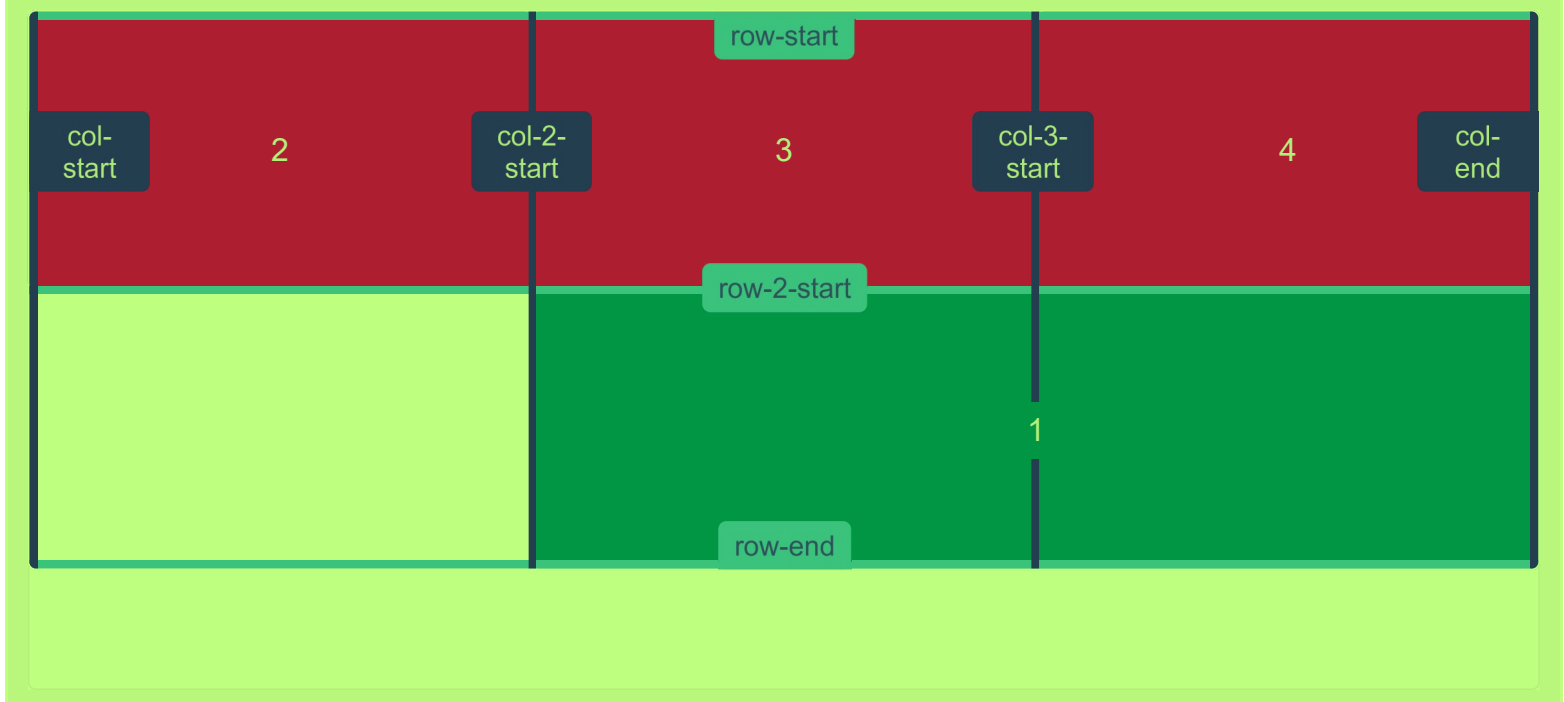 row-start
col-
start
2
col-2-
start
3
col-3-
start
4
col-
end
row-2-start
1
row-end